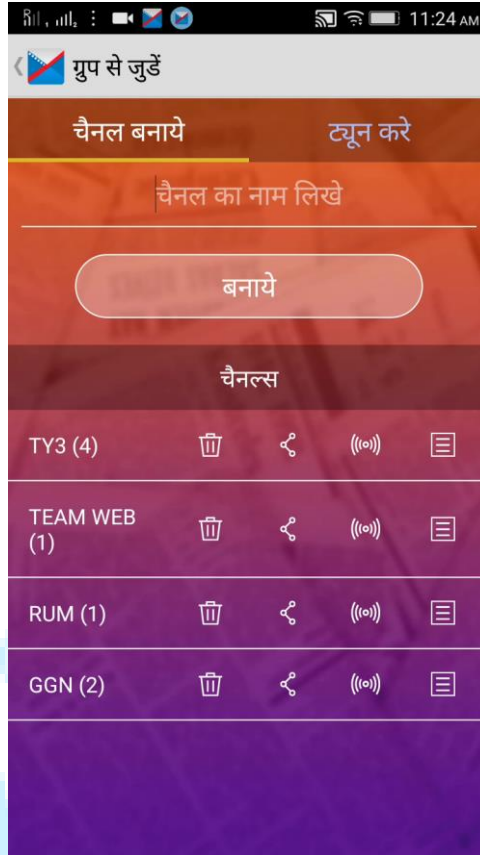 11:24 AM
ग्रुप से जुडें
चैनल बनाये
ट्यून करे
चैनल का नाम लिखे
बनाये
चैनल्स
TY3 (4)
TEAM WEB
(1)
RUM (1)
GGN (2)